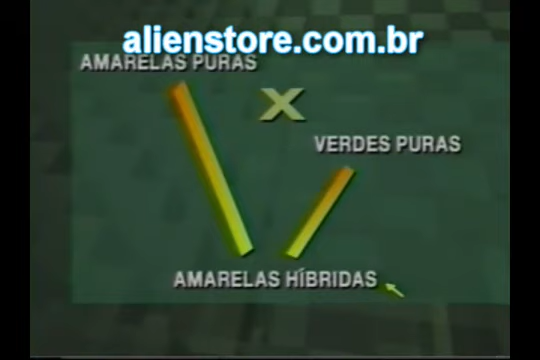 alienstore.com.br
AMARELAS PURAS
X
VERDES PURAS
AMARELAS HÍBRIDAS